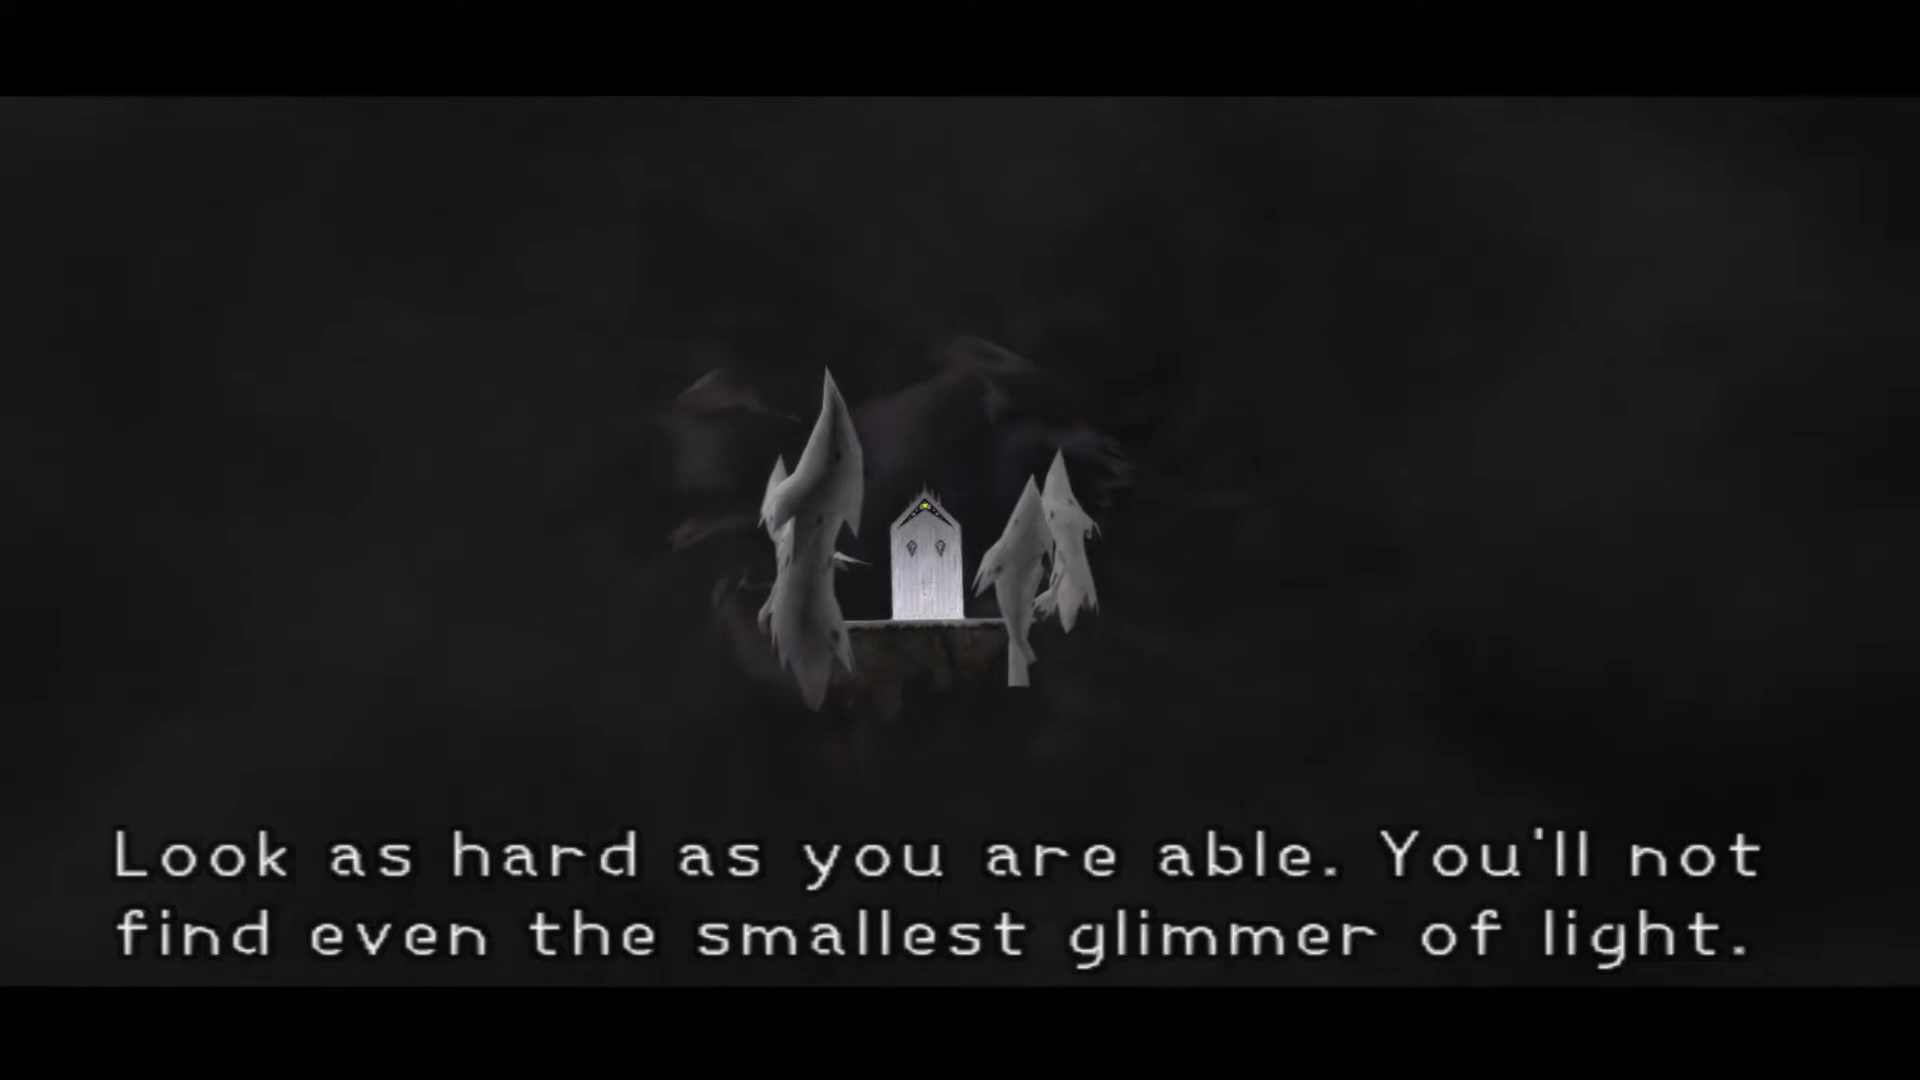 Look as hard as you are able. You'll not
find even the smallest glimmer of light.